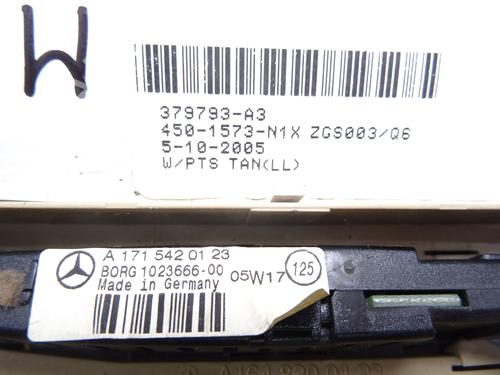 W
379793-A3
450-1573-N1X ZGS003/Q6
5-10-2005
W/PTS TAN(LL)
A 171 542 01 23
BORG 1023666-00
05W17
125
Made in Germany